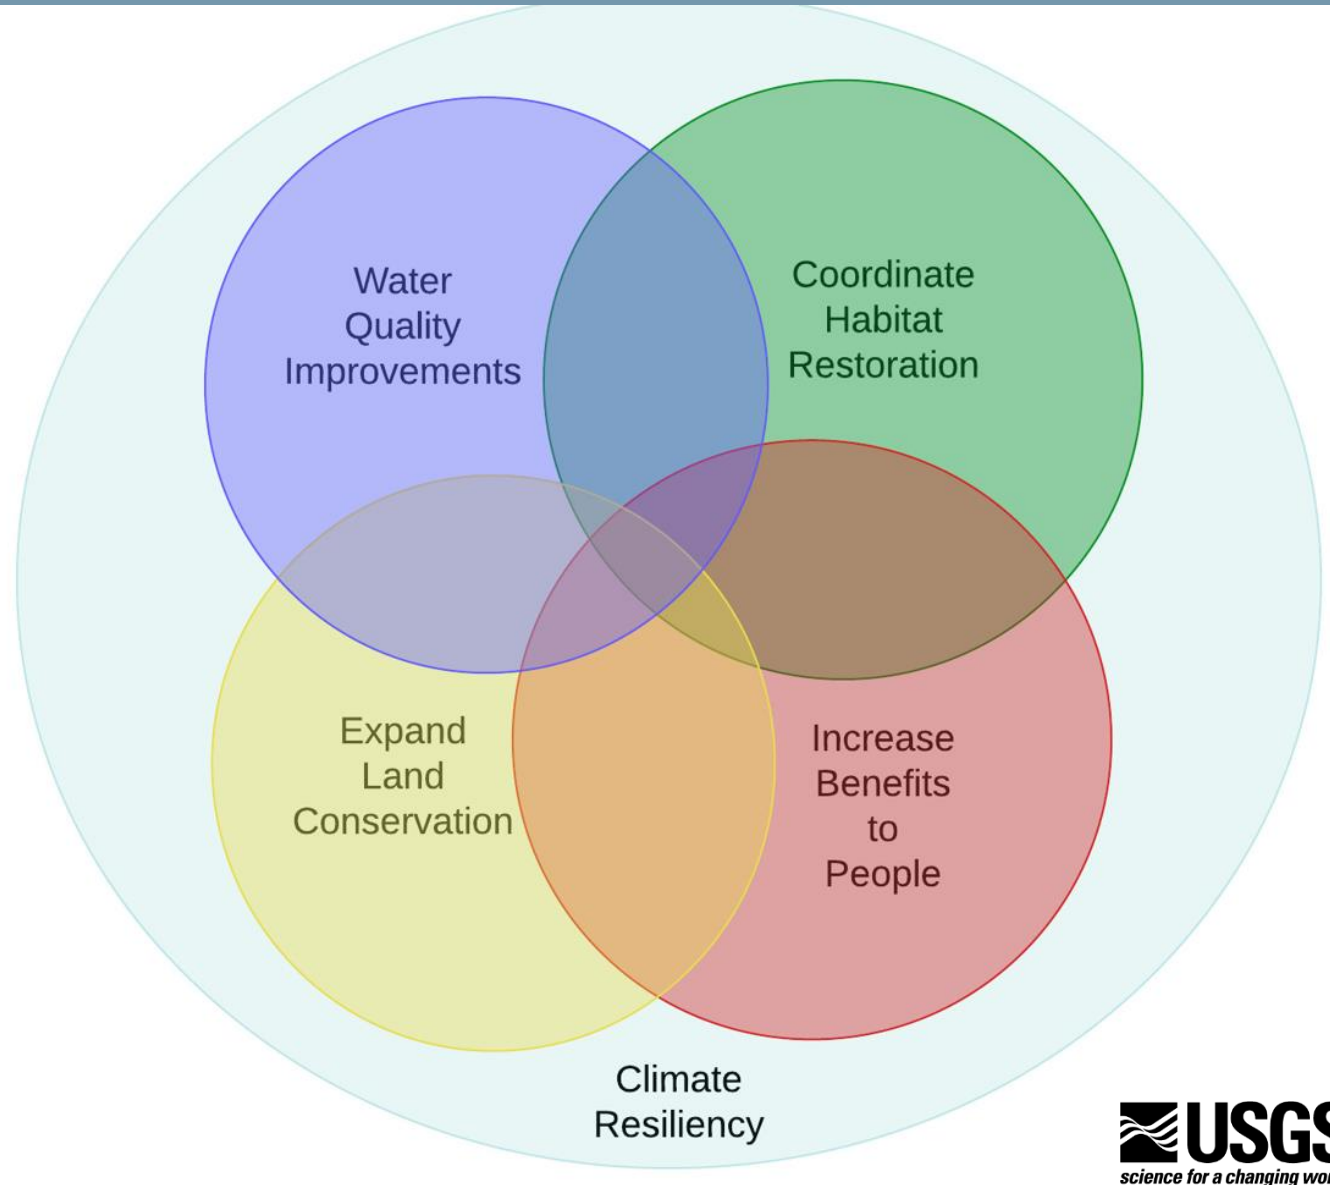 Water
Quality
Improvements
Coordinate
Habitat
Restoration
Expand
Land
Conservation
Increase
Benefits
to
People
Climate
Resiliency
USGS
science for a changing